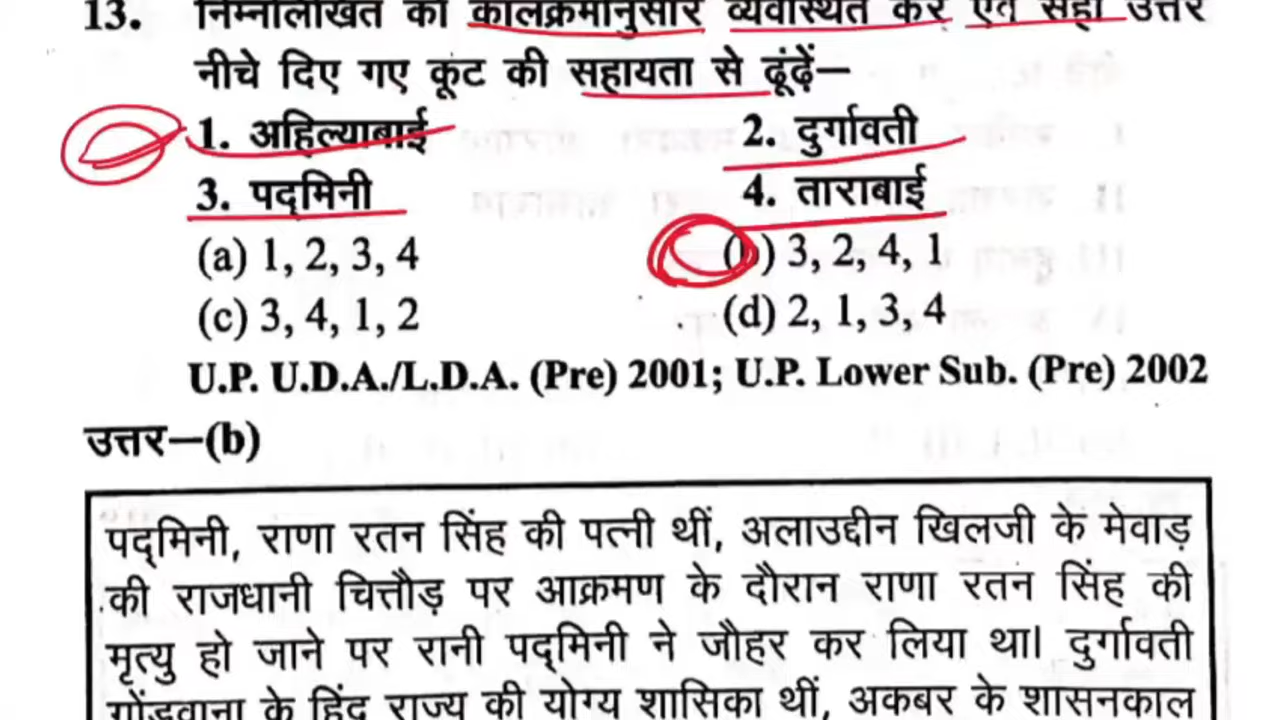 13. निम्नलिखित को कालक्रमानुसार व्यवस्थित करें एवं सही उत्तर
नीचे दिए गए कूट की सहायता से ढूंढ़ें–
1. अहिल्याबाई 2. दुर्गावती
3. पद्मिनी 4. ताराबाई
(a) 1, 2, 3, 4 (b) 3, 2, 4, 1
(c) 3, 4, 1, 2 (d) 2, 1, 3, 4
U.P. U.D.A./L.D.A. (Pre) 2001; U.P. Lower Sub. (Pre) 2002
उत्तर–(b)
पद्मिनी, राणा रतन सिंह की पत्नी थीं, अलाउद्दीन खिलजी के मेवाड़
की राजधानी चित्तौड़ पर आक्रमण के दौरान राणा रतन सिंह की
मृत्यु हो जाने पर रानी पद्मिनी ने जौहर कर लिया था। दुर्गावती
गोंडवाना के हिंदू राज्य की योग्य शासिका थीं, अकबर के शासनकाल